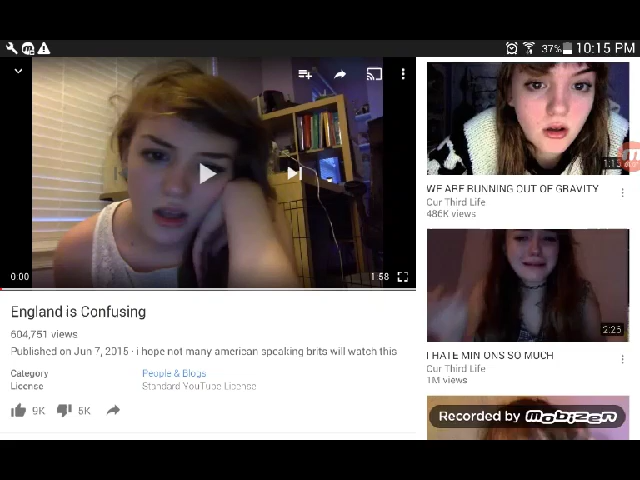 37% 10:15 PM
0:00
1:58
England is Confusing
604,751 views
Published on Jun 7, 2015 · i hope not many american speaking brits will watch this
Category People & Blogs
License Standard YouTube License
9K 5K
WE ARE RUNNING OUT OF GRAVITY
Cur Third Life
486K views
2:25
I HATE MINIONS SO MUCH
Cur Third Life
1M views
Recorded by Mobizen